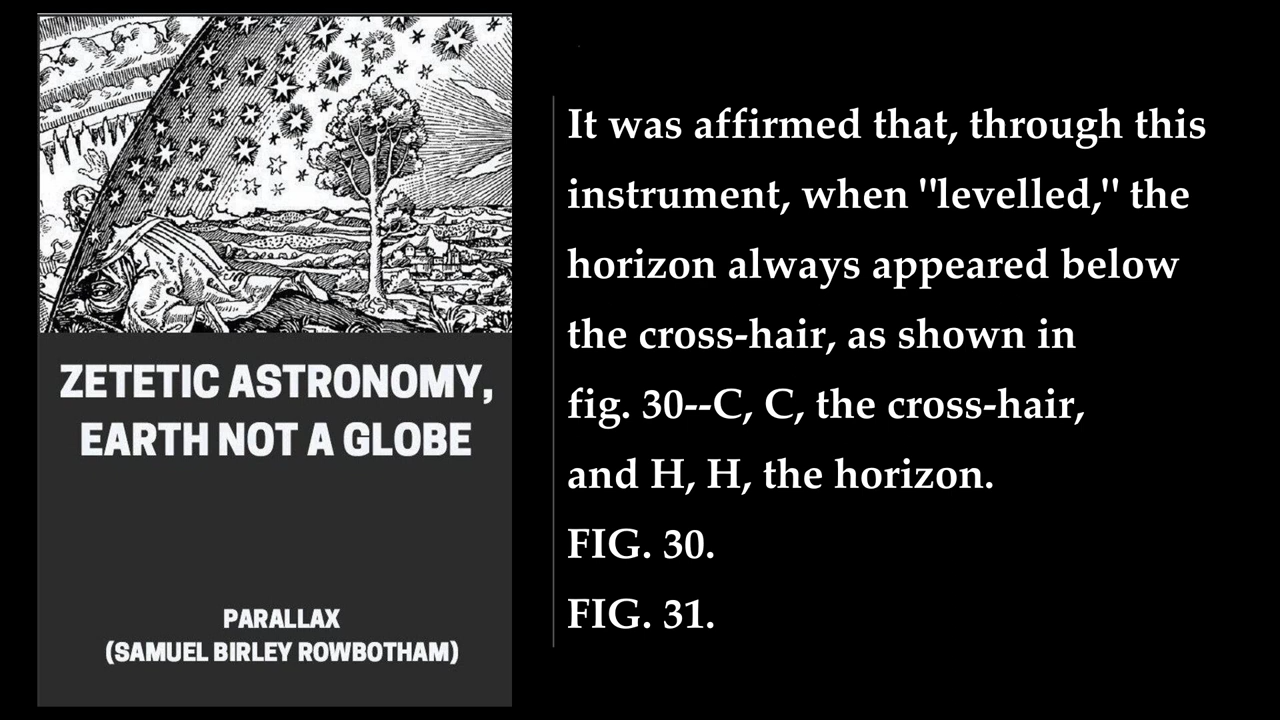 ZETETIC ASTRONOMY,
EARTH NOT A GLOBE
PARALLAX
(SAMUEL BIRLEY ROWBOTHAM)
It was affirmed that, through this
instrument, when "levelled," the
horizon always appeared below
the cross-hair, as shown in
fig. 30--C, C, the cross-hair,
and H, H, the horizon.
FIG. 30.
FIG. 31.